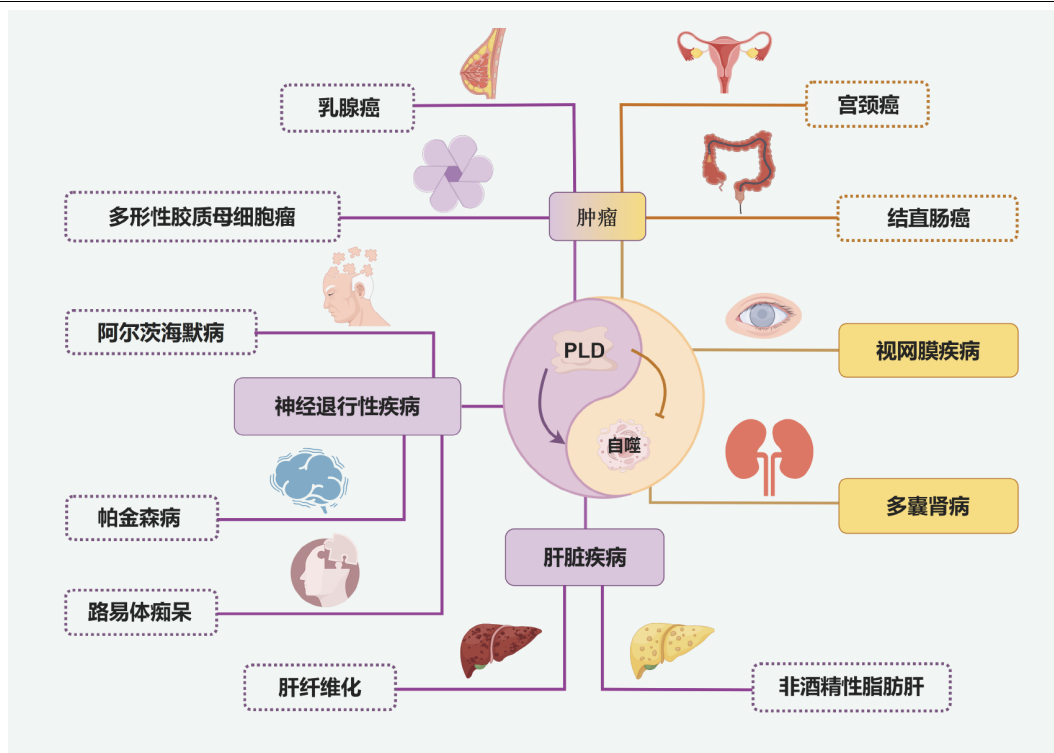 乳腺癌
宫颈癌
多形性胶质母细胞瘤
肿瘤
结直肠癌
阿尔茨海默病
PLD
视网膜疾病
神经退行性疾病
自噬
帕金森病
多囊肾病
肝脏疾病
路易体痴呆
肝纤维化
非酒精性脂肪肝